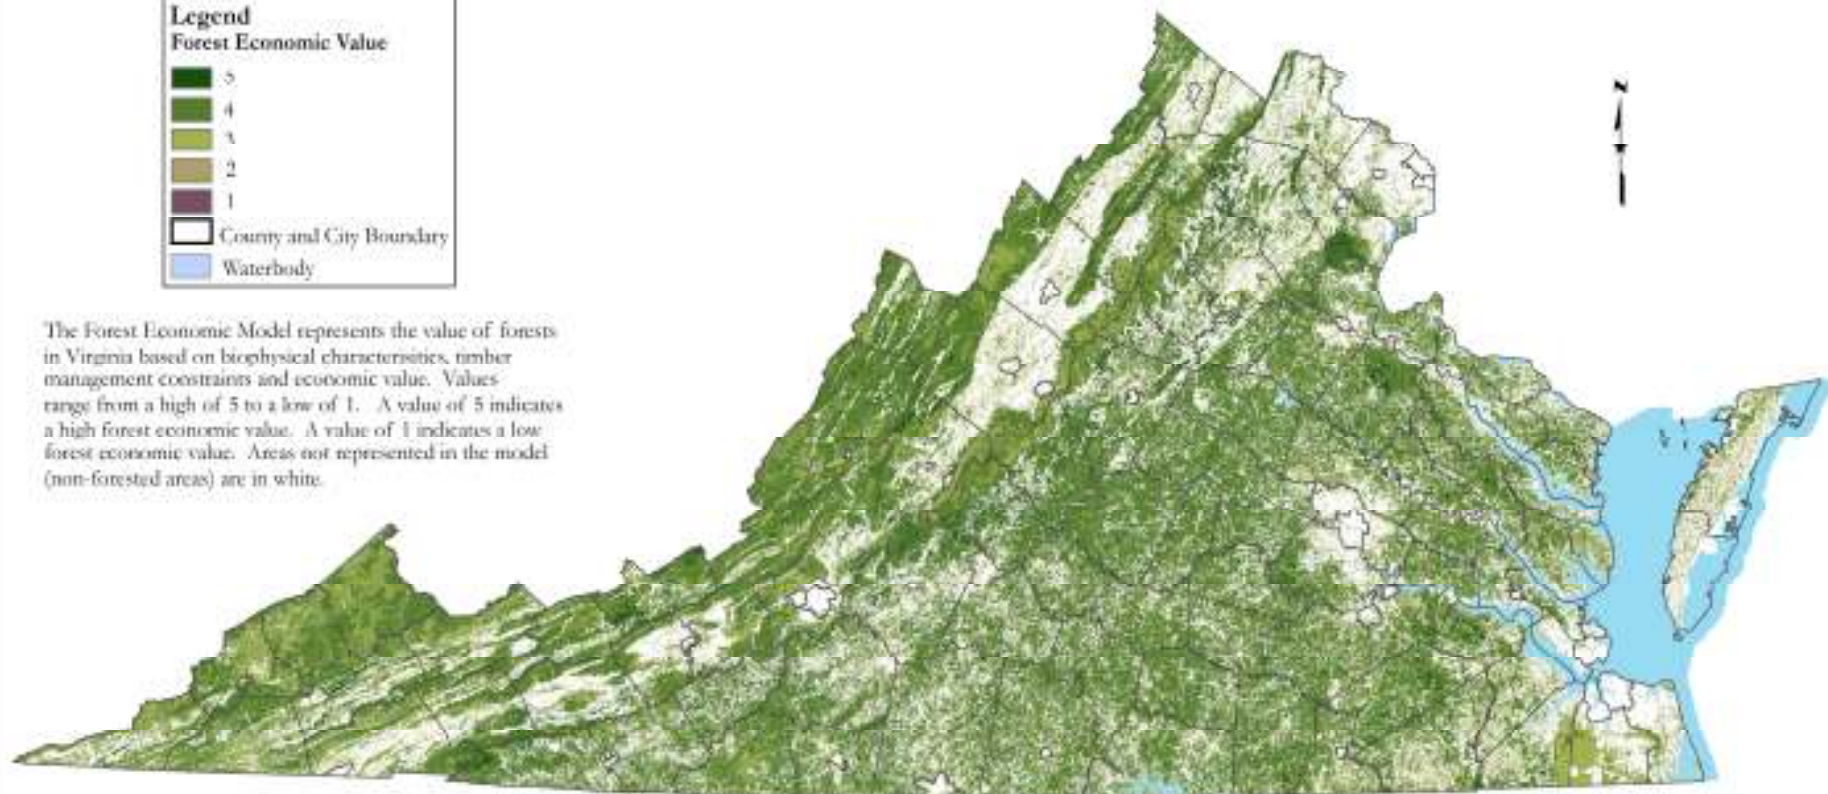 Legend
Forest Economic Value
5
4
3
2
1
County and City Boundary
Waterbody
N
The Forest Economic Model represents the value of forests
in Virginia based on biophysical characterisitics, timber
management constraints and economic value. Values
range from a high of 5 to a low of 1. A value of 5 indicates
a high forest economic value. A value of 1 indicates a low
forest economic value. Areas not represented in the model
(non-forested areas) are in white.